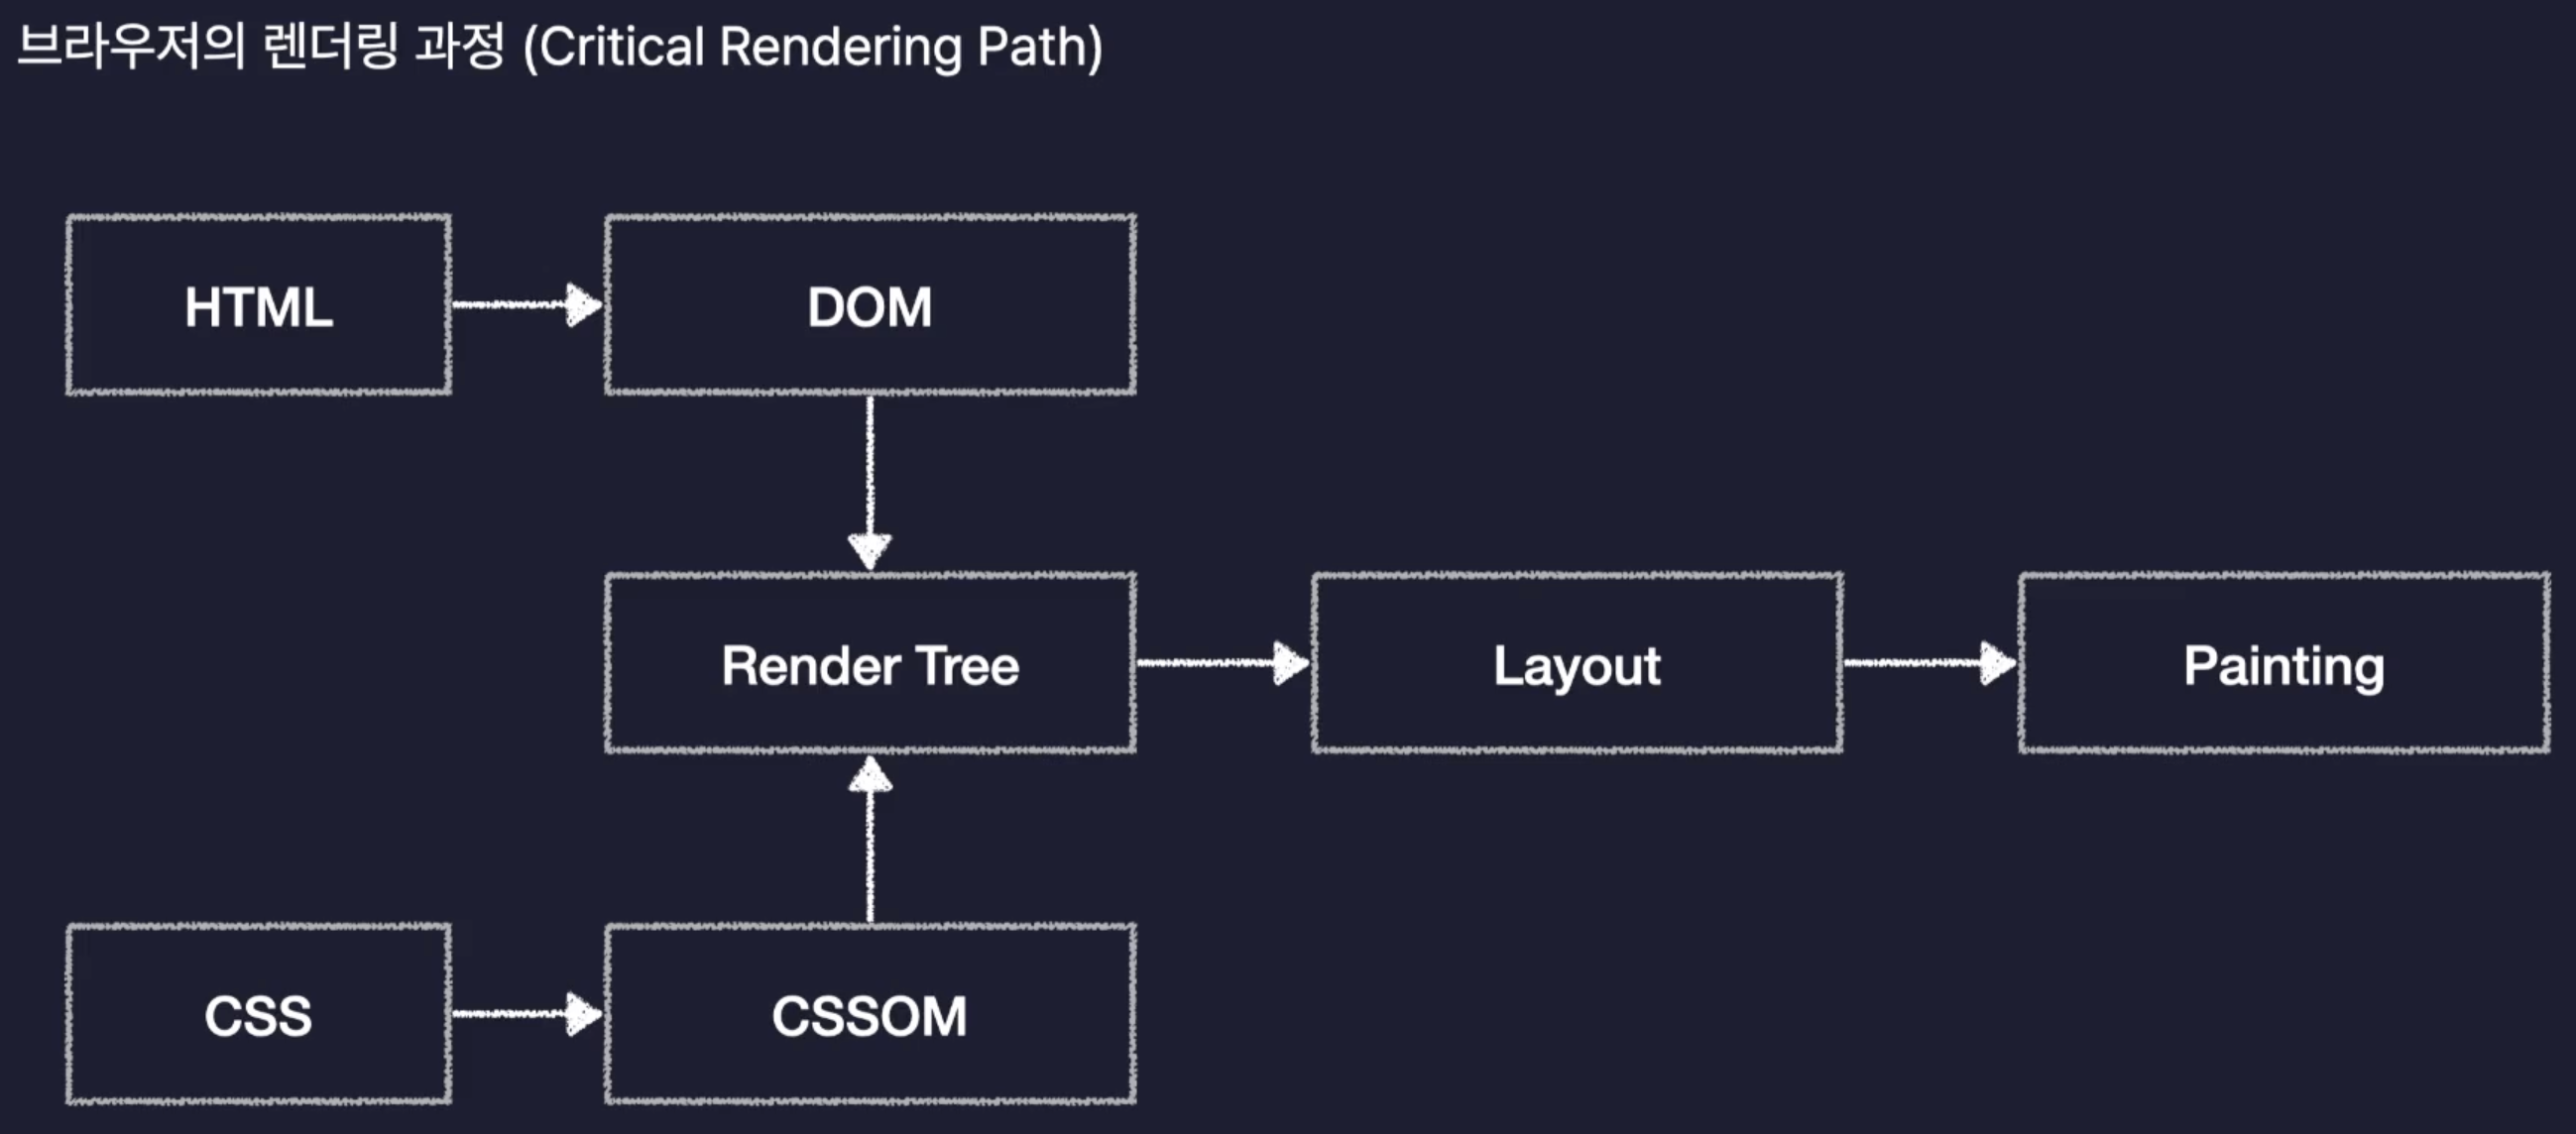 브라우저의 렌더링 과정 (Critical Rendering Path)
HTML
DOM
Render Tree
Layout
Painting
CSS
CSSOM